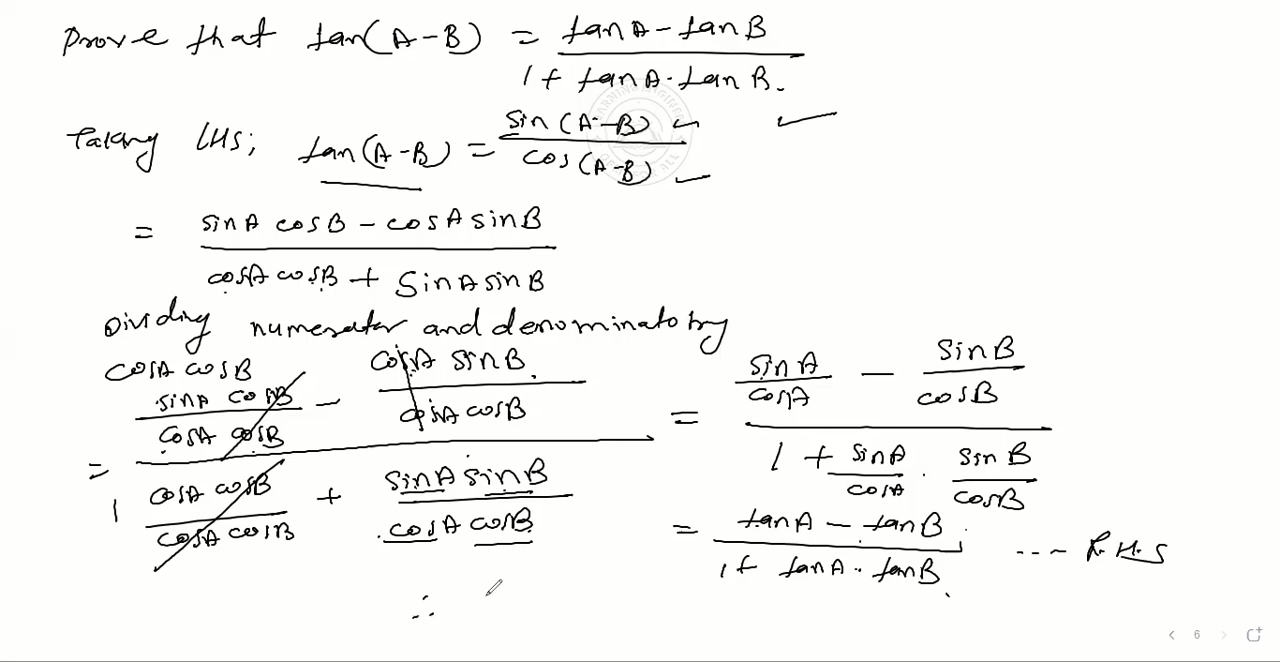 Prove that tan(A-B) = tanA - tanB / 1 + tanA·tanB.
Taking LHS; tan(A-B) = sin(A-B) / cos(A-B)
= sinA cosB - cosA sinB / cosA cosB + sinA sinB
Dividing numerator and denominator by
cosA cosB
= sinA cosB / cosA cosB - cosA sinB / cosA cosB / 1 cosA cosB / cosA cosB + sinA sinB / cosA cosB
= sinA / cosA - sinB / cosB / 1 + sinA / cosA · sinB / cosB
= tanA - tanB / 1 + tanA·tanB. ---- R.H.S
∴
6